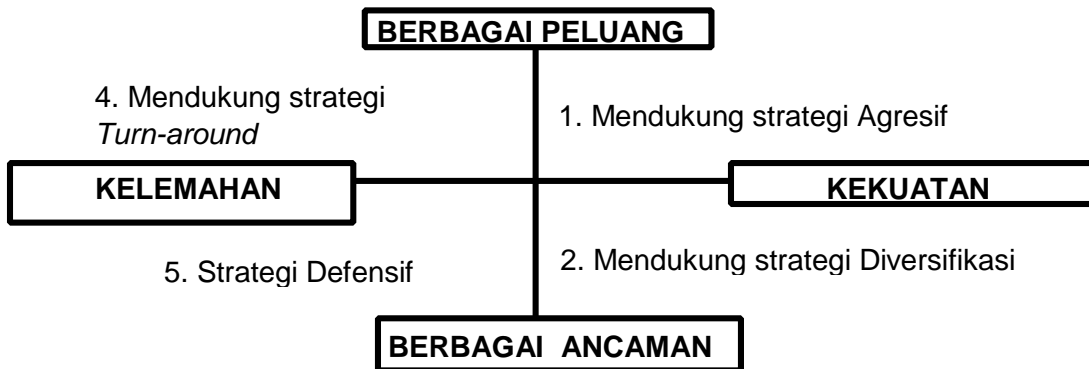 BERBAGAI PELUANG
4. Mendukung strategi
Turn-around
1. Mendukung strategi Agresif
KELEMAHAN
KEKUATAN
5. Strategi Defensif
2. Mendukung strategi Diversifikasi
BERBAGAI ANCAMAN